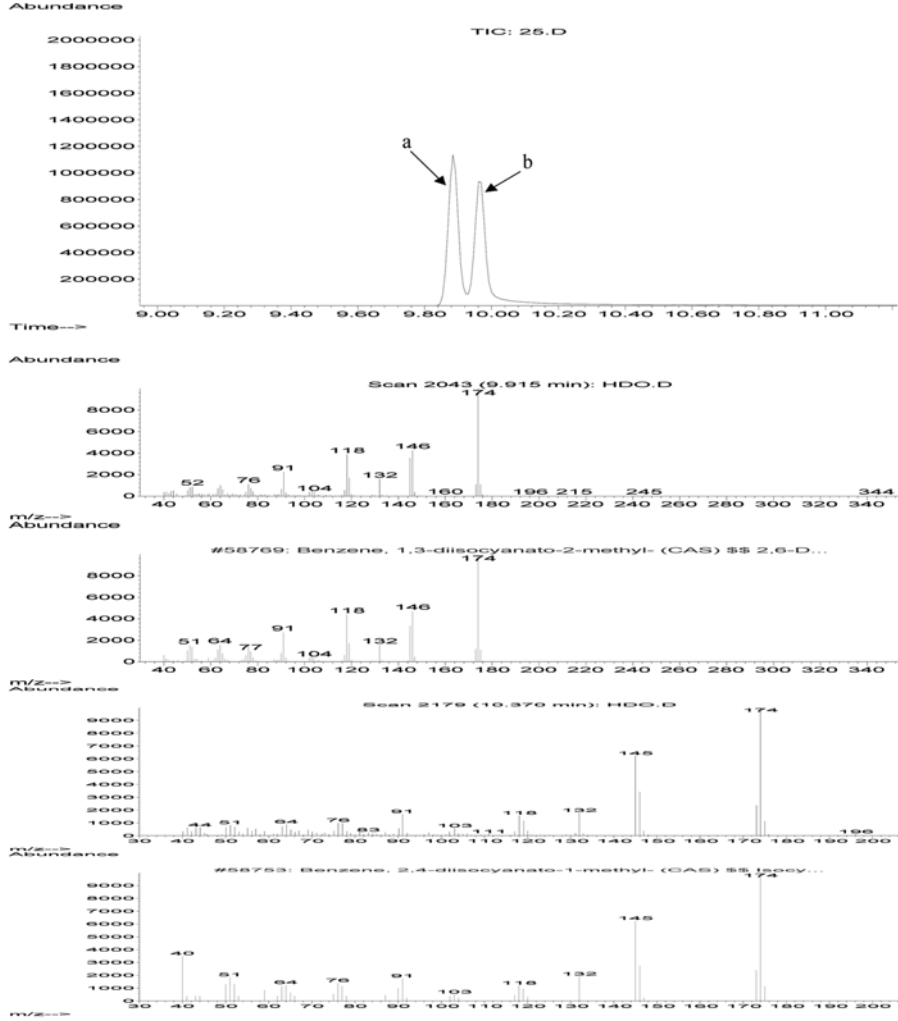 Abundance
TIC: 25.D
2000000
1800000
1600000
1400000
1200000
1000000
800000
600000
400000
200000
a
b
9.00 9.20 9.40 9.60 9.80 10.00 10.20 10.40 10.60 10.80 11.00
Time-->
Abundance
Scan 2043 (9.915 min): HDO.D
8000
6000
4000
2000
0
52 76 91 104 118 132 146 160 174 196 215 245 344
40 60 80 100 120 140 160 180 200 220 240 260 280 300 320 340
m/z-->
Abundance
#58769: Benzene, 1,3-diisocyanato-2-methyl- (CAS) $$ 2,6-D...
8000
6000
4000
2000
0
51 64 77 91 104 118 132 146 174
40 60 80 100 120 140 160 180 200 220 240 260 280 300 320 340
m/z-->
Abundance
Scan 2179 (10.370 min): HDO.D
9000
8000
7000
6000
5000
4000
3000
2000
1000
0
44 51 64 76 83 91 103 111 118 132 145 174 196
30 40 50 60 70 80 90 100 110 120 130 140 150 160 170 180 190 200
m/z-->
Abundance
#58753: Benzene, 2,4-diisocyanato-1-methyl- (CAS) $$ Isocy...
9000
8000
7000
6000
5000
4000
3000
2000
1000
0
40 51 64 76 91 103 118 132 145 174
30 40 50 60 70 80 90 100 110 120 130 140 150 160 170 180 190 200
m/z-->